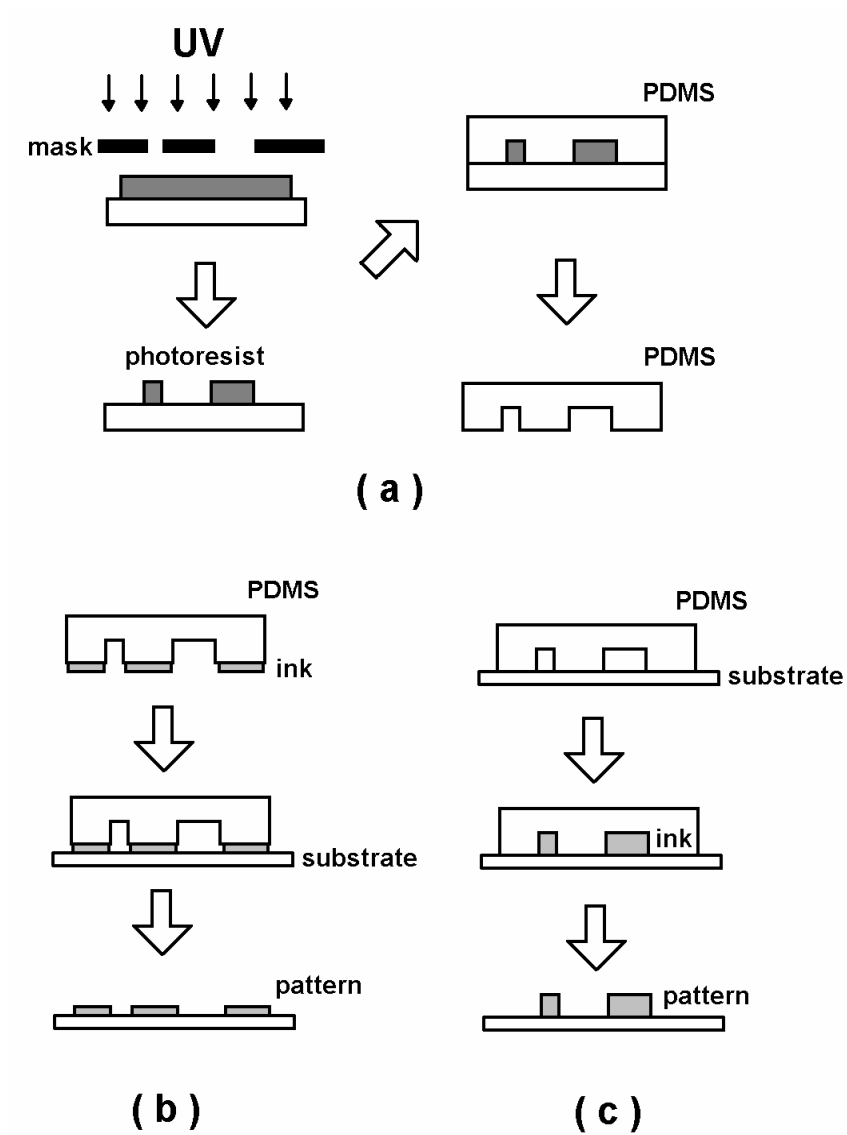 UV
mask
photoresist
PDMS
PDMS
( a )
PDMS
ink
substrate
pattern
( b )
PDMS
substrate
ink
pattern
( c )